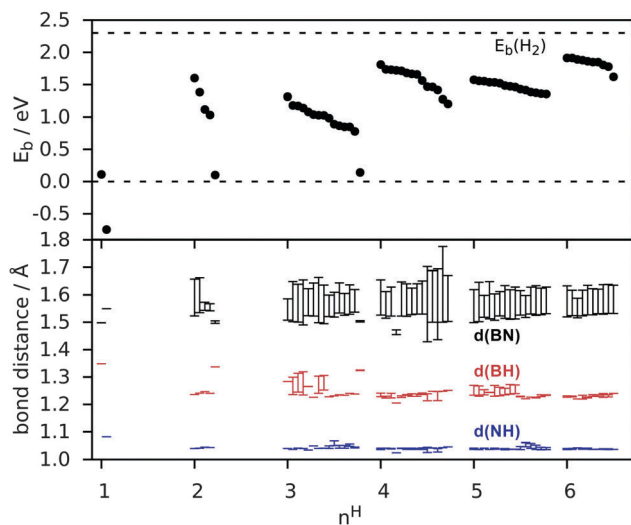 2.5
E_b(H_2)
2.0
1.5
1.0
0.5
0.0
-0.5
E_b / eV
1.8
1.7
1.6
1.5
1.4
1.3
1.2
1.1
1.0
bond distance / Å
d(BN)
d(BH)
d(NH)
1 2 3 4 5 6
n^H